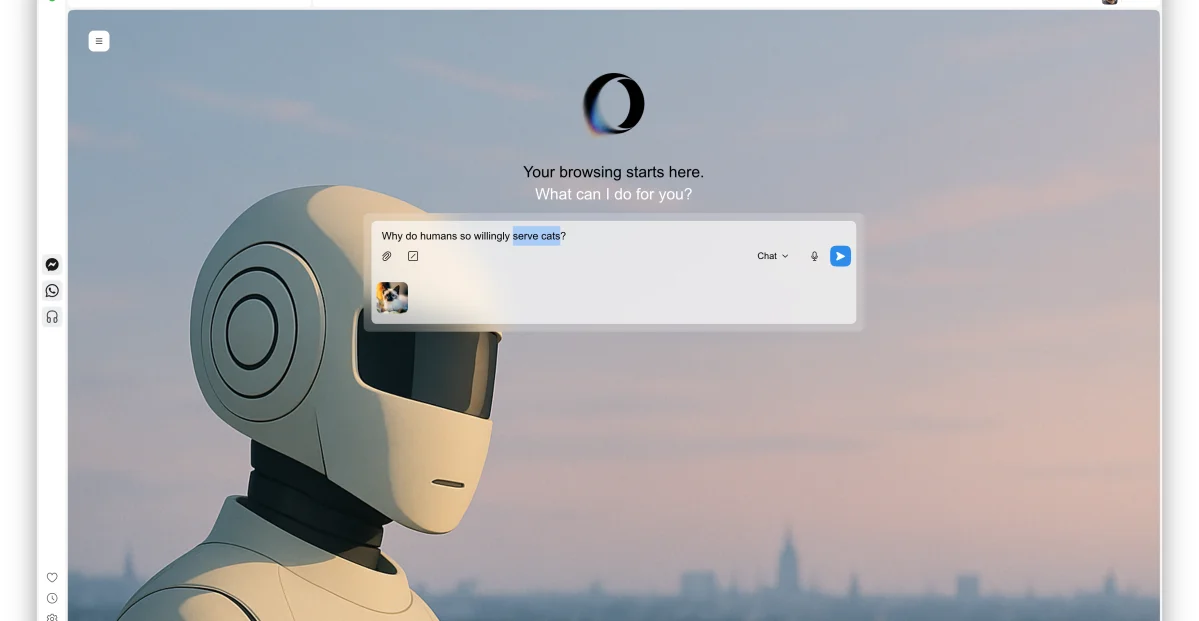 Your browsing starts here.
What can I do for you?
Why do humans so willingly serve cats?
Chat